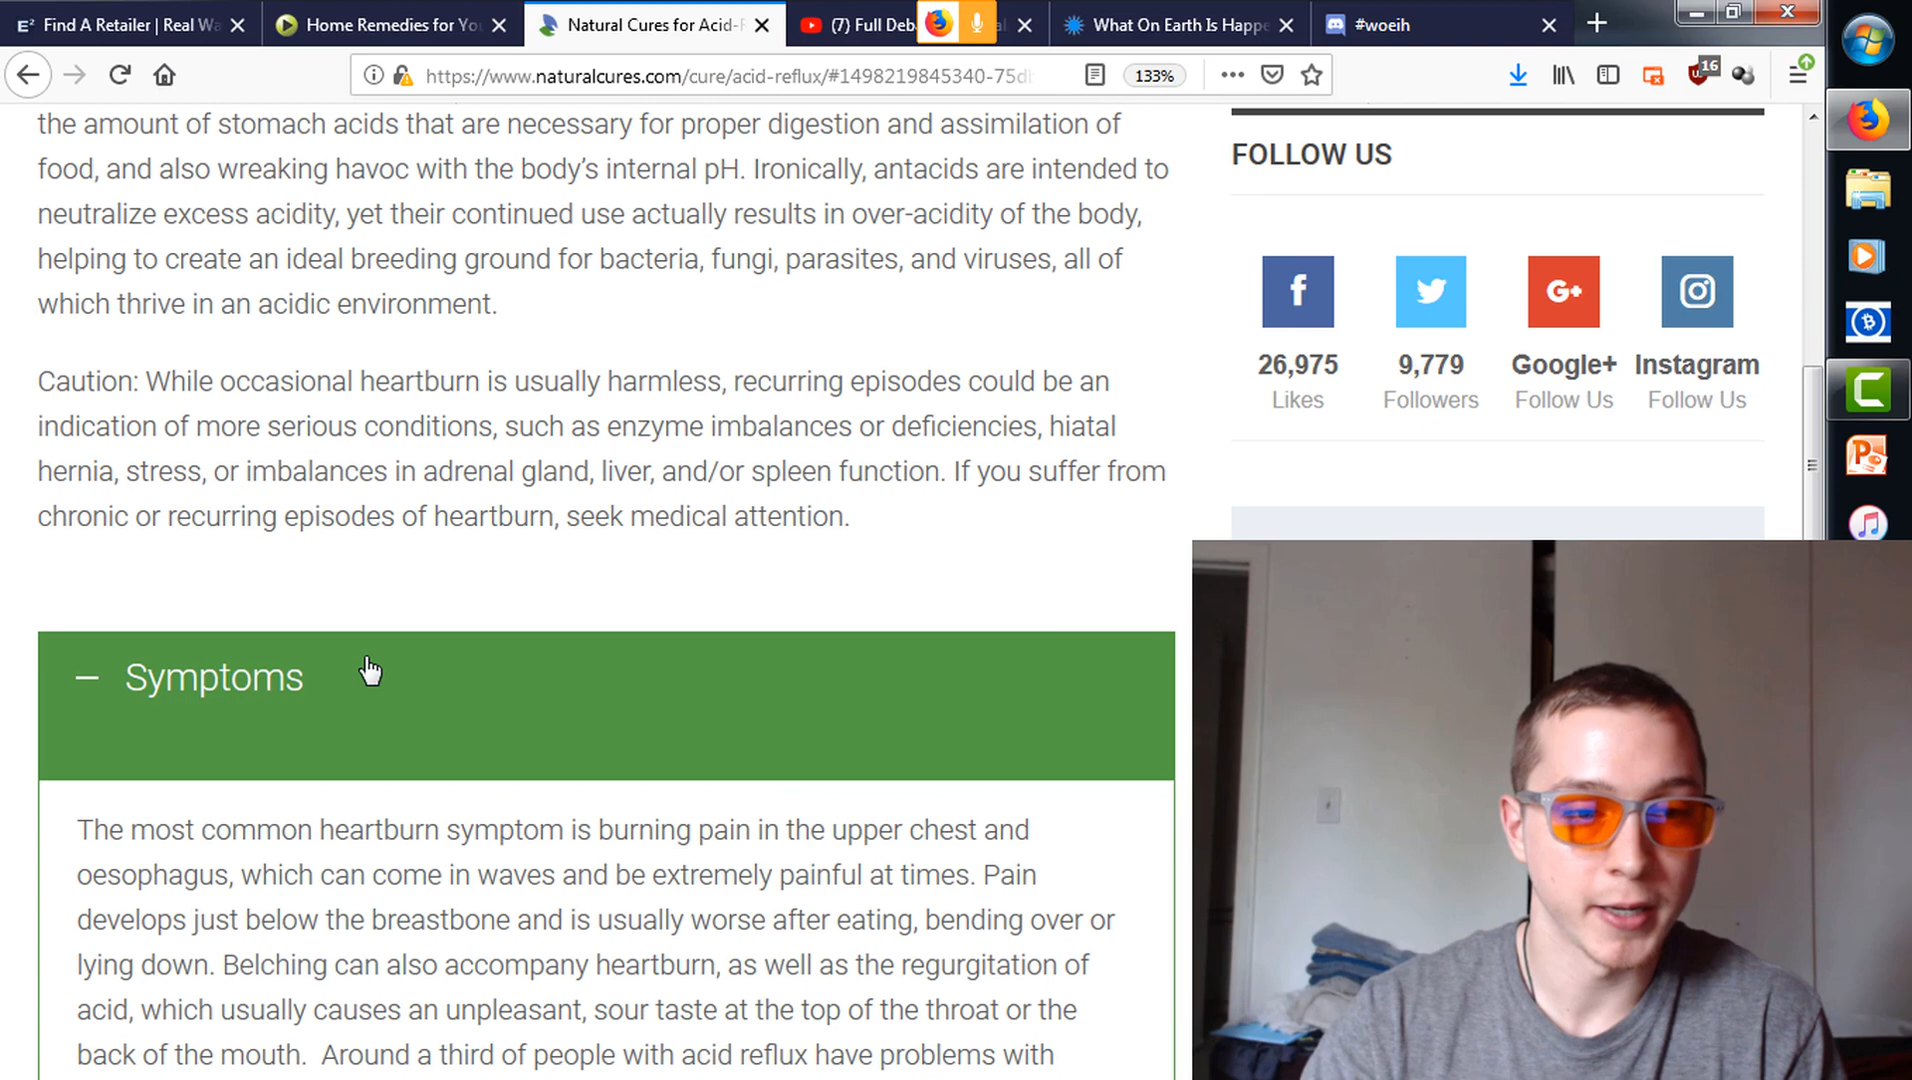 E² Find A Retailer | Real Wa
Home Remedies for Yo
Natural Cures for Acid-R
(7) Full Deb al
What On Earth Is Happe
#woeih
https://www.naturalcures.com/cure/acid-reflux/#1498219845340-75d
133%
16
the amount of stomach acids that are necessary for proper digestion and assimilation of
food, and also wreaking havoc with the body's internal pH. Ironically, antacids are intended to
neutralize excess acidity, yet their continued use actually results in over-acidity of the body,
helping to create an ideal breeding ground for bacteria, fungi, parasites, and viruses, all of
which thrive in an acidic environment.
Caution: While occasional heartburn is usually harmless, recurring episodes could be an
indication of more serious conditions, such as enzyme imbalances or deficiencies, hiatal
hernia, stress, or imbalances in adrenal gland, liver, and/or spleen function. If you suffer from
chronic or recurring episodes of heartburn, seek medical attention.
FOLLOW US
26,975 9,779 Google+ Instagram
Likes Followers Follow Us Follow Us
– Symptoms
The most common heartburn symptom is burning pain in the upper chest and
oesophagus, which can come in waves and be extremely painful at times. Pain
develops just below the breastbone and is usually worse after eating, bending over or
lying down. Belching can also accompany heartburn, as well as the regurgitation of
acid, which usually causes an unpleasant, sour taste at the top of the throat or the
back of the mouth. Around a third of people with acid reflux have problems with